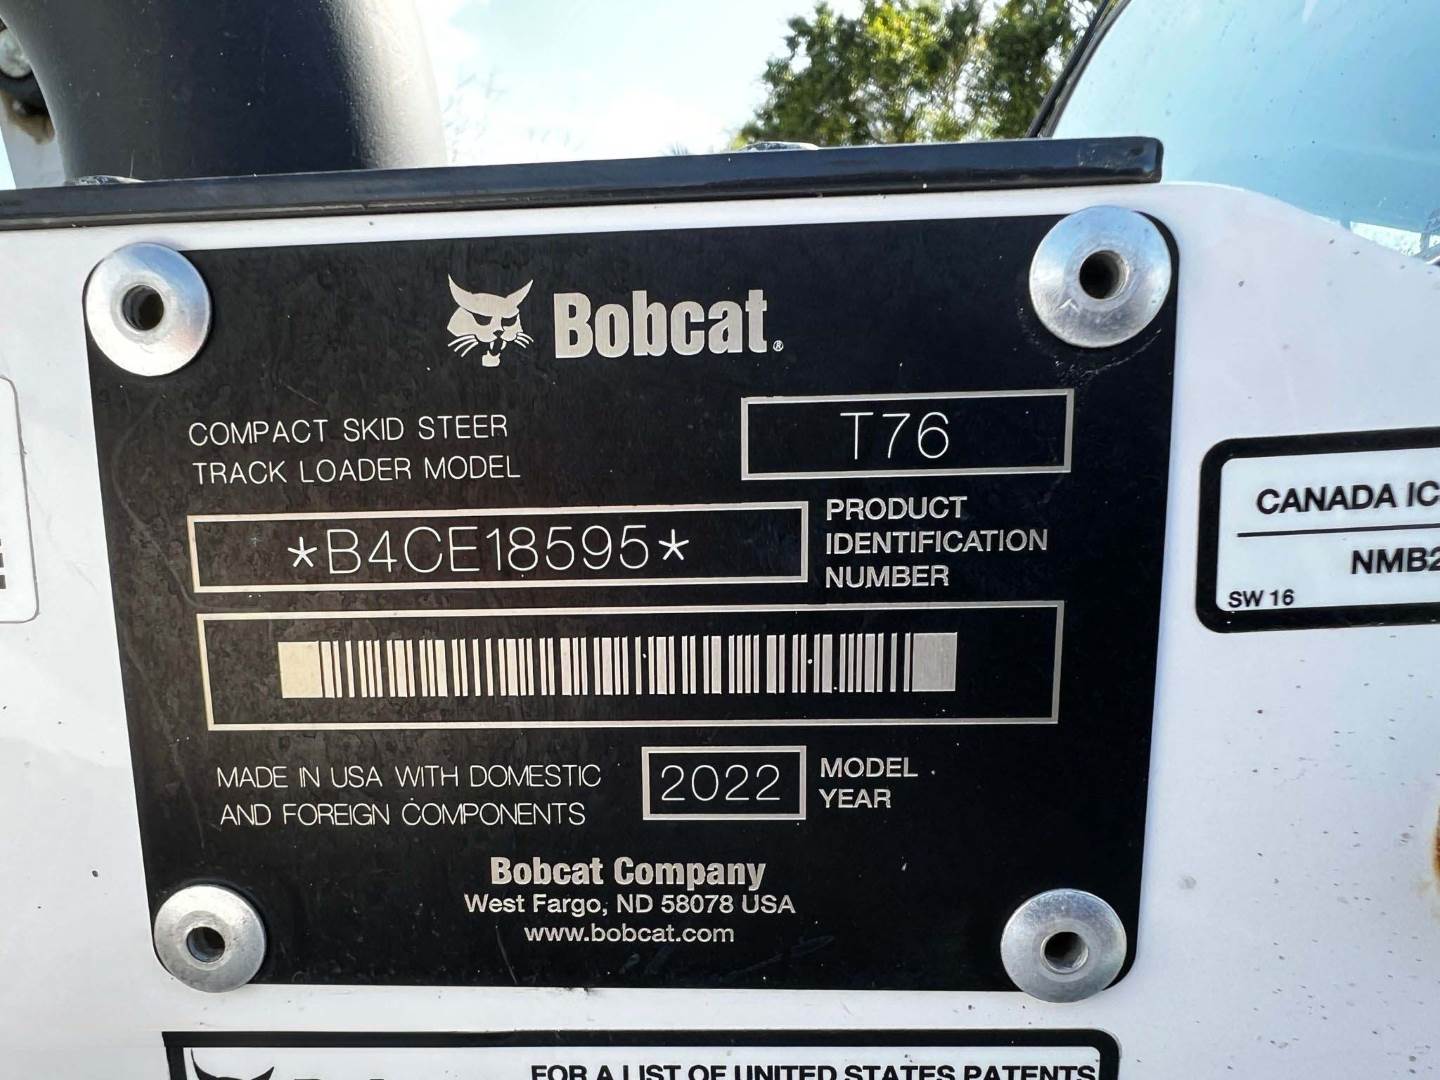 Bobcat®
COMPACT SKID STEER
TRACK LOADER MODEL
T76
*B4CE18595*
PRODUCT
IDENTIFICATION
NUMBER
MADE IN USA WITH DOMESTIC
AND FOREIGN COMPONENTS
2022
MODEL
YEAR
Bobcat Company
West Fargo, ND 58078 USA
www.bobcat.com
CANADA IC
NMB2
SW 16
FOR A LIST OF UNITED STATES PATENTS